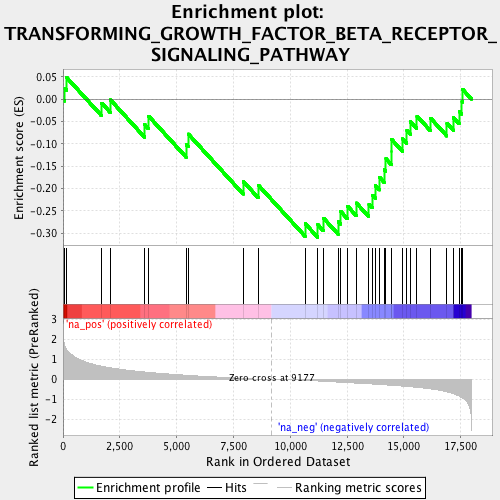 Enrichment plot:
TRANSFORMING_GROWTH_FACTOR_BETA_RECEPTOR_
SIGNALING_PATHWAY
Enrichment score (ES)
0.05
0.00
-0.05
-0.10
-0.15
-0.20
-0.25
-0.30
'na_pos' (positively correlated)
Ranked list metric (PreRanked)
3
2
1
0
-1
-2
Zero cross at 9177
'na_neg' (negatively correlated)
0
2,500
5,000
7,500
10,000
12,500
15,000
17,500
Rank in Ordered Dataset
Enrichment profile
Hits
Ranking metric scores